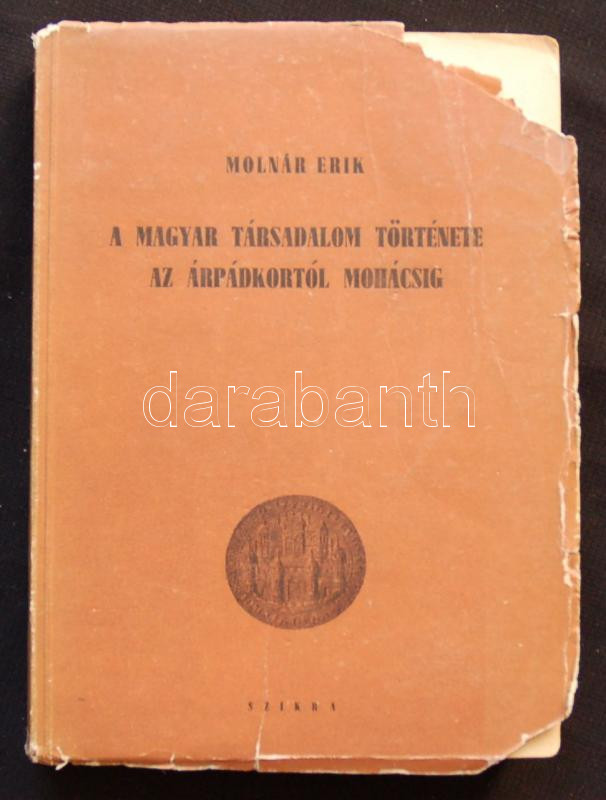 MOLNÁR ERIK
A MAGYAR TÁRSADALOM TÖRTÉNETE
AZ ÁRPÁDKORTÓL MOHÁCSIG
darabanth
SZIKRA